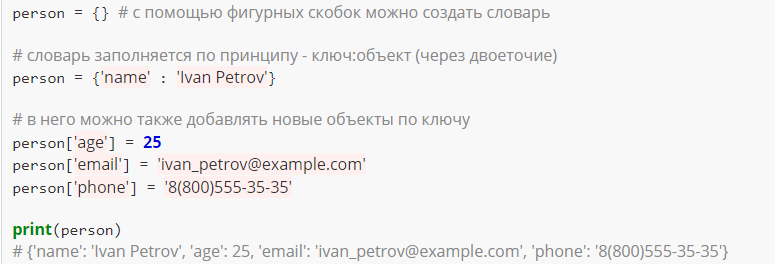 person = {} # с помощью фигурных скобок можно создать словарь
# словарь заполняется по принципу - ключ:объект (через двоеточие)
person = {'name' : 'Ivan Petrov'}
# в него можно также добавлять новые объекты по ключу
person['age'] = 25
person['email'] = 'ivan_petrov@example.com'
person['phone'] = '8(800)555-35-35'
print(person)
# {'name': 'Ivan Petrov', 'age': 25, 'email': 'ivan_petrov@example.com', 'phone': '8(800)555-35-35'}